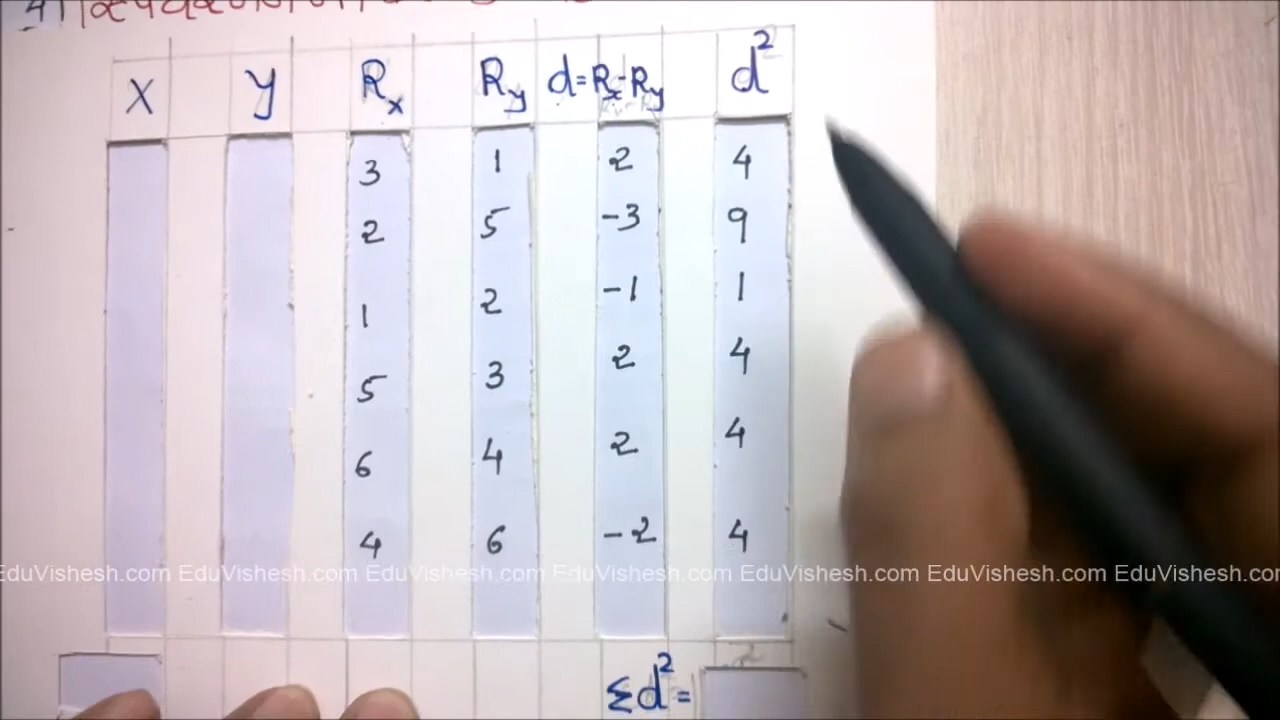 4)
X Y Rx Ry d=Rx-Ry d²
3 1 2 4
2 5 -3 9
1 2 -1 1
5 3 2 4
6 4 2 4
4 6 -2 4
EduVishesh.com EduVishesh.com EduVishesh.com EduVishesh.com EduVishesh.com EduVishesh.com EduVishesh.com
Σd²=